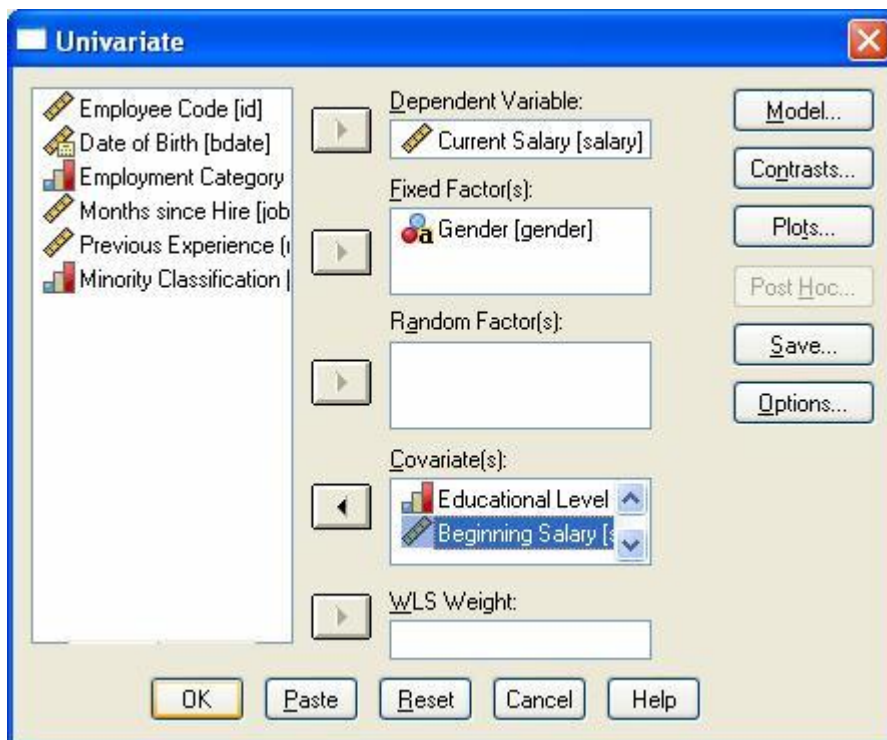 Univariate
Employee Code [id]
Date of Birth [bdate]
Employment Category
Months since Hire [job
Previous Experience (
Minority Classification [
Dependent Variable:
Current Salary [salary]
Fixed Factor(s):
a Gender [gender]
Random Factor(s):
Covariate(s):
Educational Level
Beginning Salary [s
WLS Weight:
Model...
Contrasts...
Plots...
Post Hoc...
Save...
Options...
OK Paste Reset Cancel Help